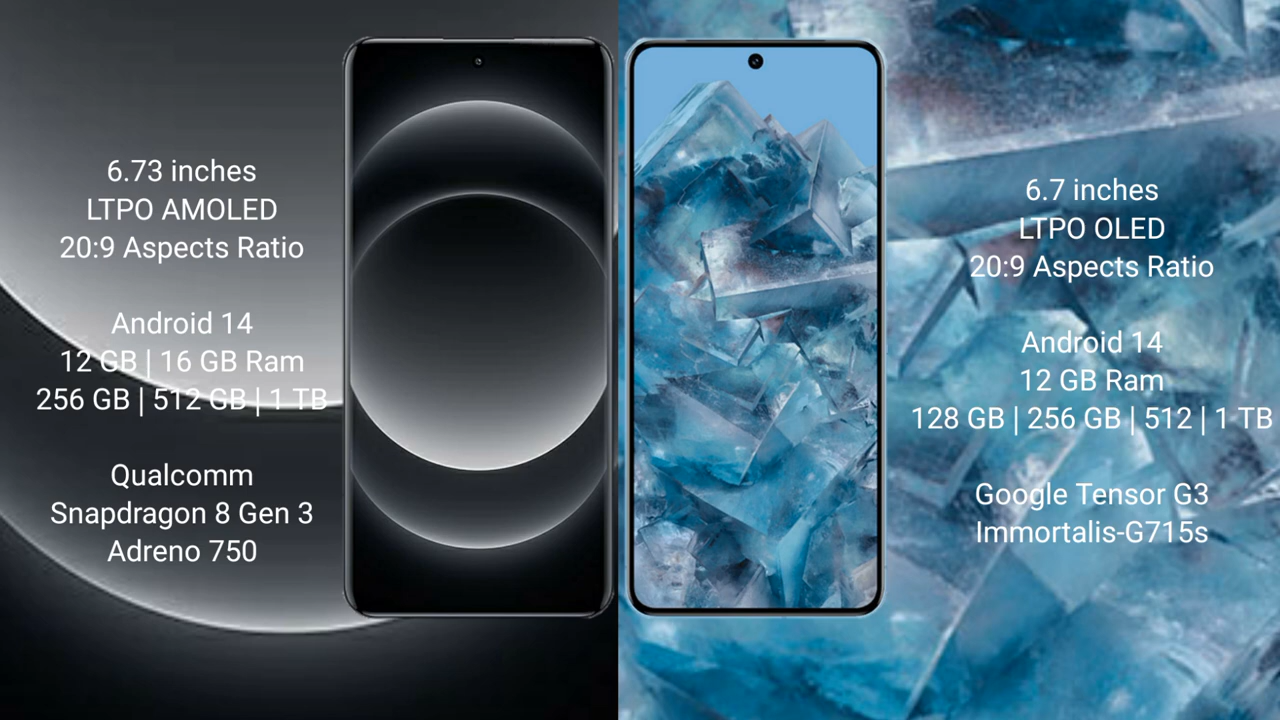 6.73 inches
LTPO AMOLED
20:9 Aspects Ratio
Android 14
12 GB | 16 GB Ram
256 GB | 512 GB | 1 TB
Qualcomm
Snapdragon 8 Gen 3
Adreno 750
6.7 inches
LTPO OLED
20:9 Aspects Ratio
Android 14
12 GB Ram
128 GB | 256 GB | 512 | 1 TB
Google Tensor G3
Immortalis-G715s